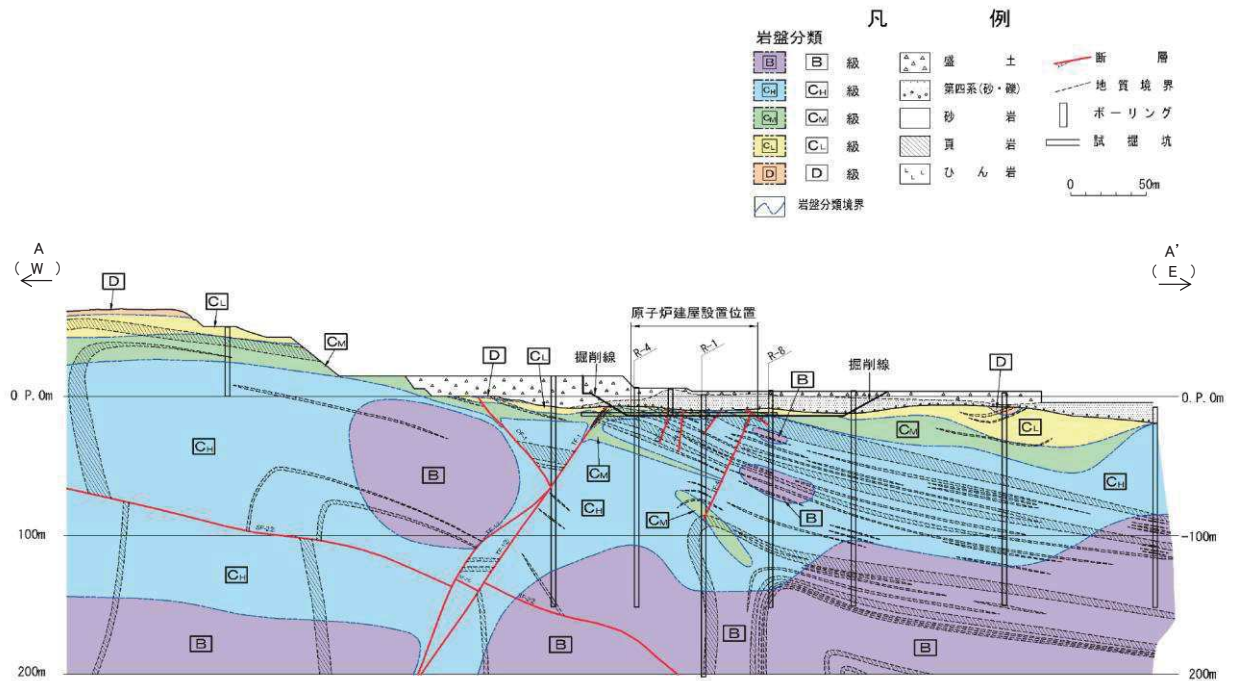 凡 例
岩盤分類
B B 級
CH CH 級
CM CM 級
CL CL 級
D D 級
岩盤分類境界
盛 土
第四系(砂・礫)
砂 岩
頁 岩
ひん岩
断 層
地質境界
ボーリング
試掘坑
0 50m
A
(W)
A'
(E)
D
CL
CM
D
CL
掘削線
原子炉建屋設置位置
R-4
R-1
R-8
B
掘削線
D
0 P.0m
0.P.0m
CH
B
CM
CH
CM
B
CM
CL
CH
100m
-100m
CH
B
B
B
B
200m
200m